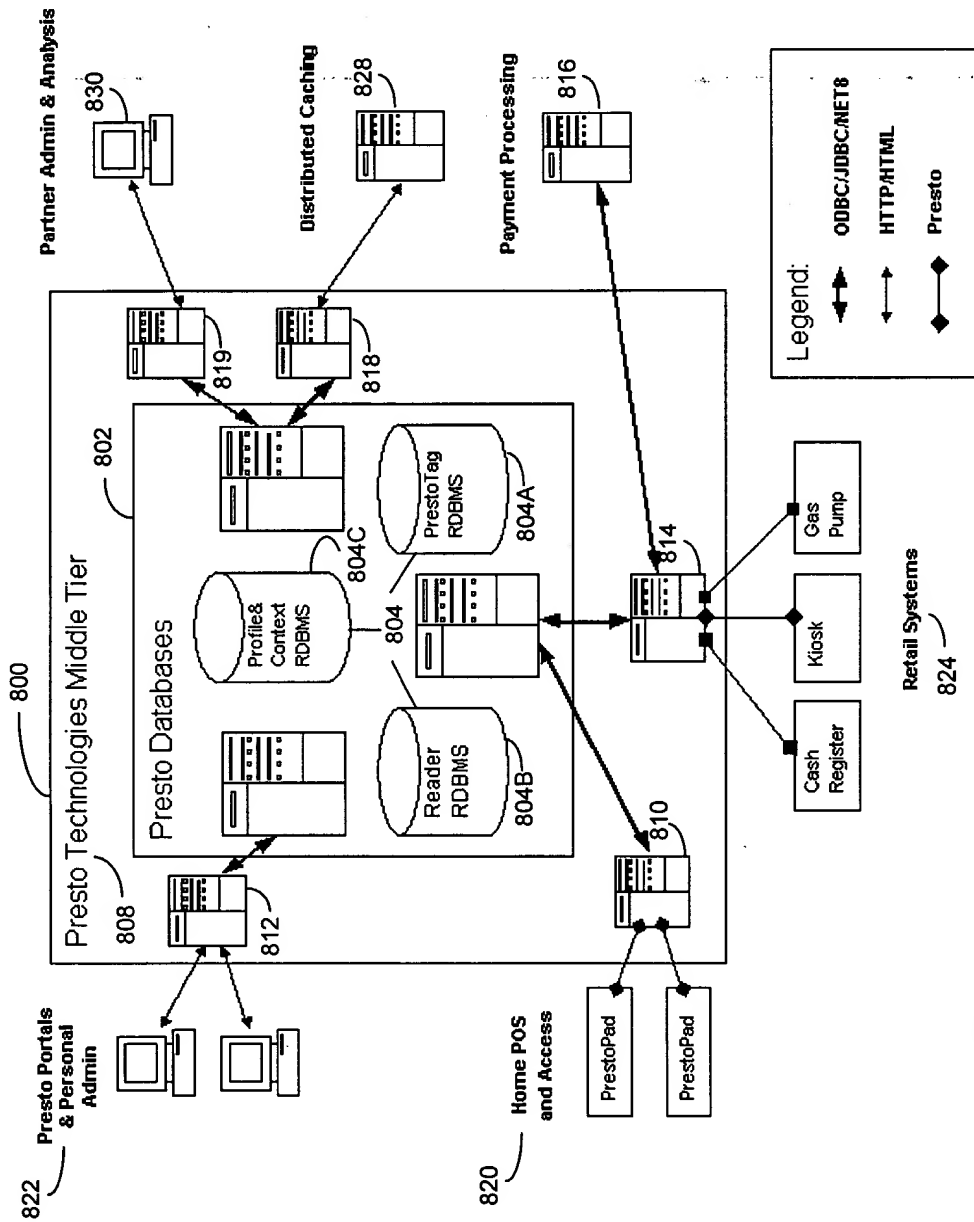 800
Presto Technologies Middle Tier
808
802
Presto Databases
Presto Portals
& Personal
Admin
822
812
Partner Admin & Analysis
830
819
Distributed Caching
828
818
Payment Processing
816
Profile&
Context
RDBMS
804C
804
Reader
RDBMS
804B
PrestoTag
RDBMS
804A
Home POS
and Access
820
PrestoPad
PrestoPad
810
814
Cash
Register
Kiosk
Gas
Pump
Retail Systems
824
Legend:
ODBC/JDBC/NET8
HTTP/HTML
Presto